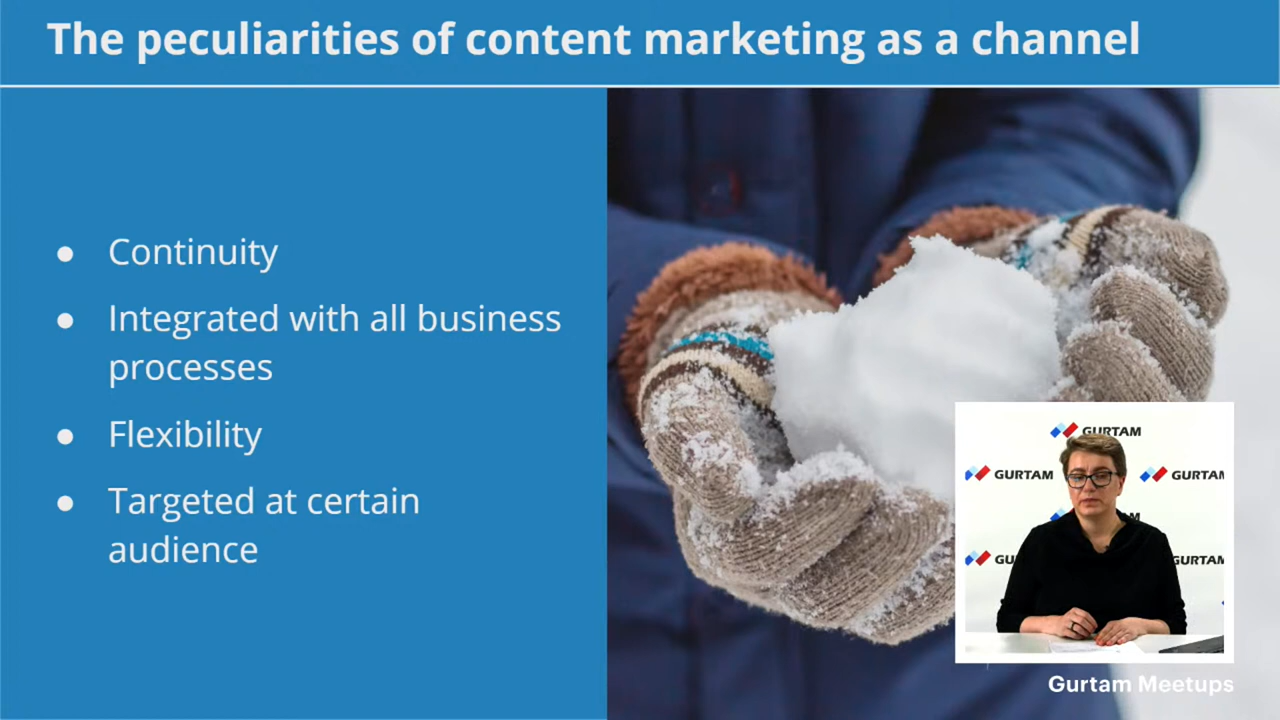 The peculiarities of content marketing as a channel
● Continuity
● Integrated with all business
processes
● Flexibility
● Targeted at certain
audience
GURTAM
GURTAM
GURTAM
GURTAM
Gurtam Meetups